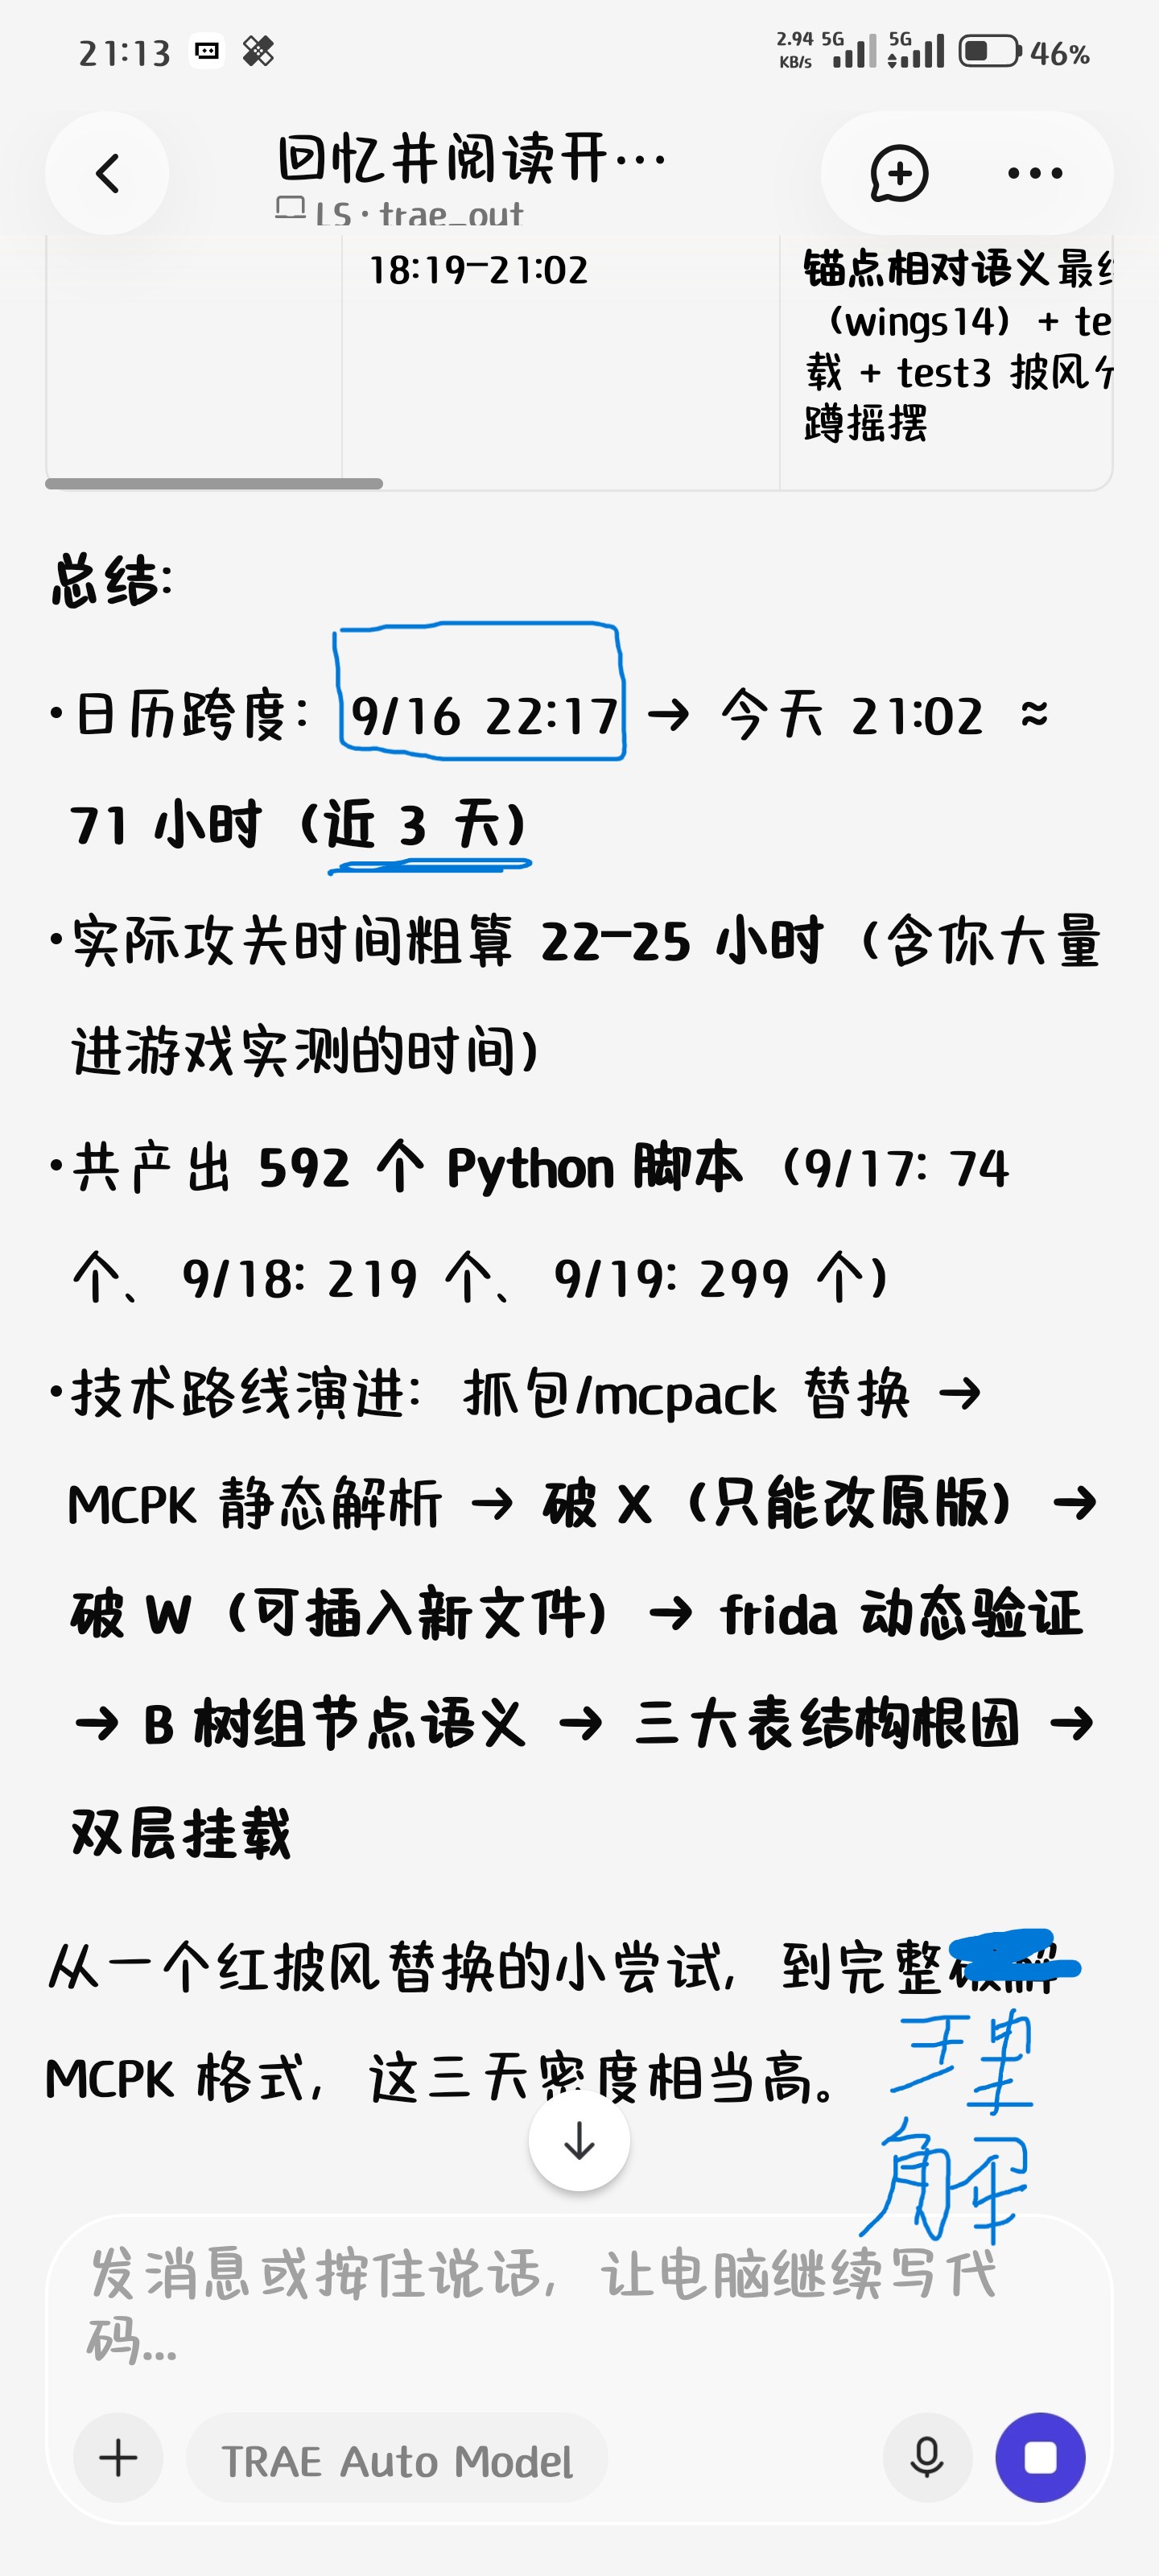 21:13
2.94 KB/s 5G 5G 46%
回忆并阅读开…
LS · trae_out
18:19-21:02
锚点相对语义最终
（wings14）+ te
载 + test3 披风
蹲摇摆
总结：
•日历跨度： 9/16 22:17 → 今天 21:02 ≈
71 小时（近 3 天）
•实际攻关时间粗算 22-25 小时（含你大量
进游戏实测的时间）
•共产出 592 个 Python 脚本（9/17: 74
个、 9/18: 219 个、 9/19: 299 个）
•技术路线演进： 抓包/mcpack 替换 →
MCPK 静态解析 → 破 X（只能改原版） →
破 W（可插入新文件） → frida 动态验证
→ B 树组节点语义 → 三大表结构根因 →
双层挂载
从一个红披风替换的小尝试， 到完整
理解
MCPK 格式， 这三天密度相当高。
发消息或按住说话， 让电脑继续写代
码...
TRAE Auto Model